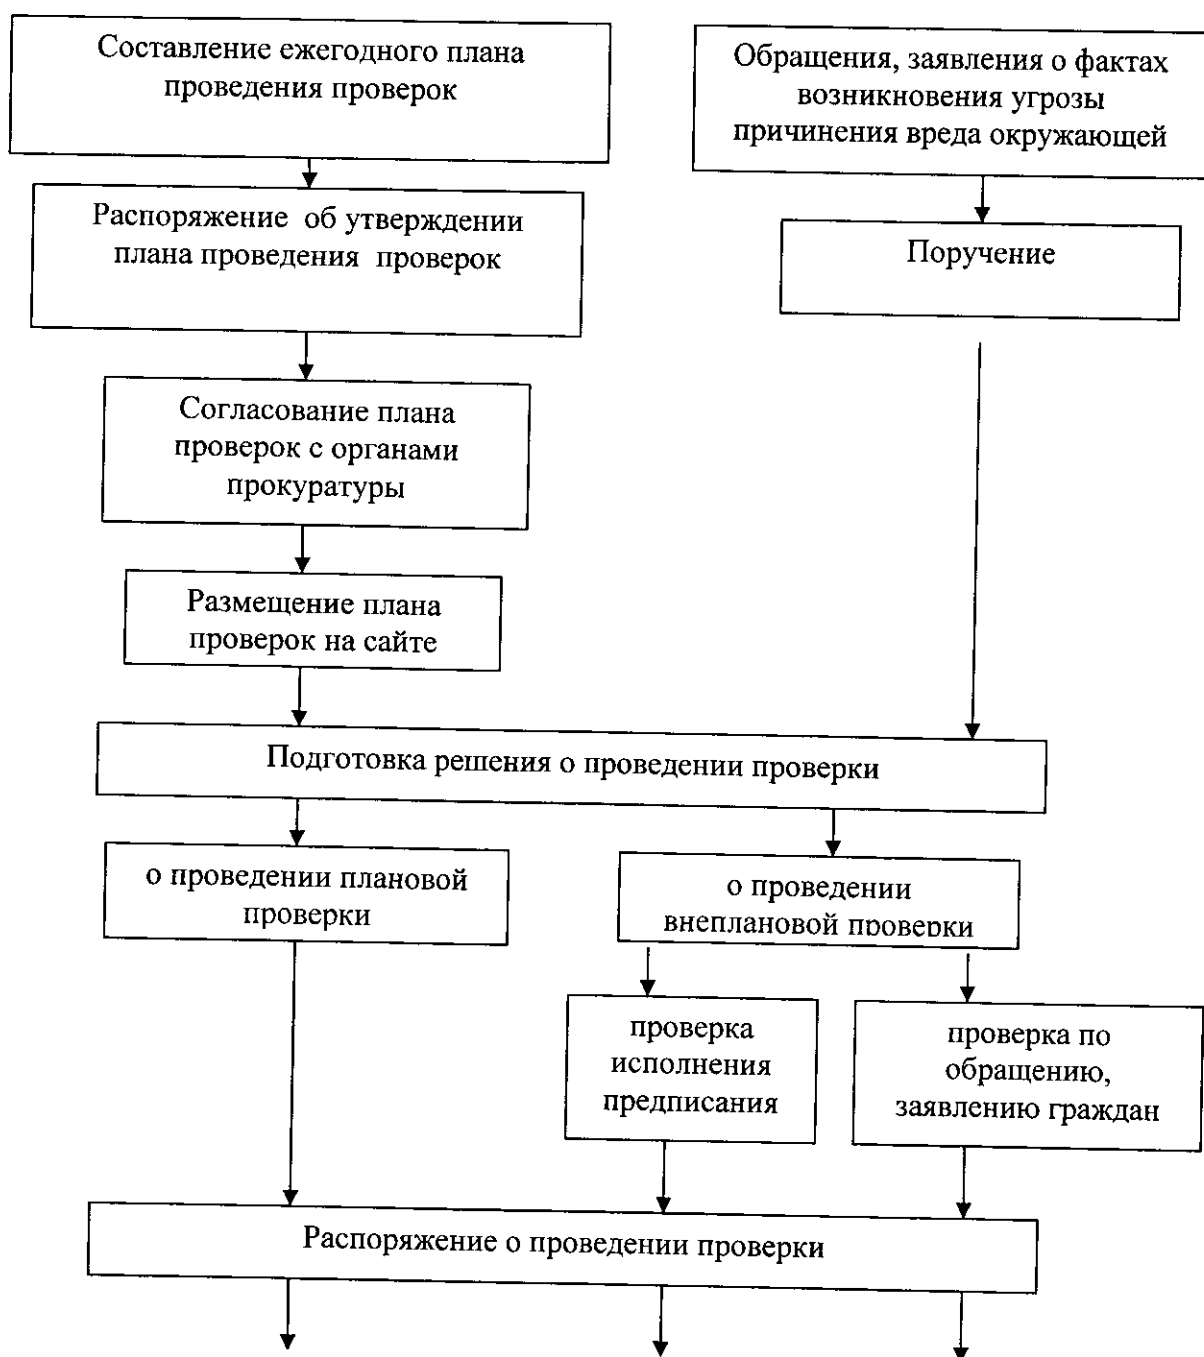 Составление ежегодного плана
проведения проверок
Обращения, заявления о фактах
возникновения угрозы
причинения вреда окружающей
Распоряжение об утверждении
плана проведения проверок
Поручение
Согласование плана
проверок с органами
прокуратуры
Размещение плана
проверок на сайте
Подготовка решения о проведении проверки
о проведении плановой
проверки
о проведении
внеплановой проверки
проверка
исполнения
предписания
проверка по
обращению,
заявлению граждан
Распоряжение о проведении проверки